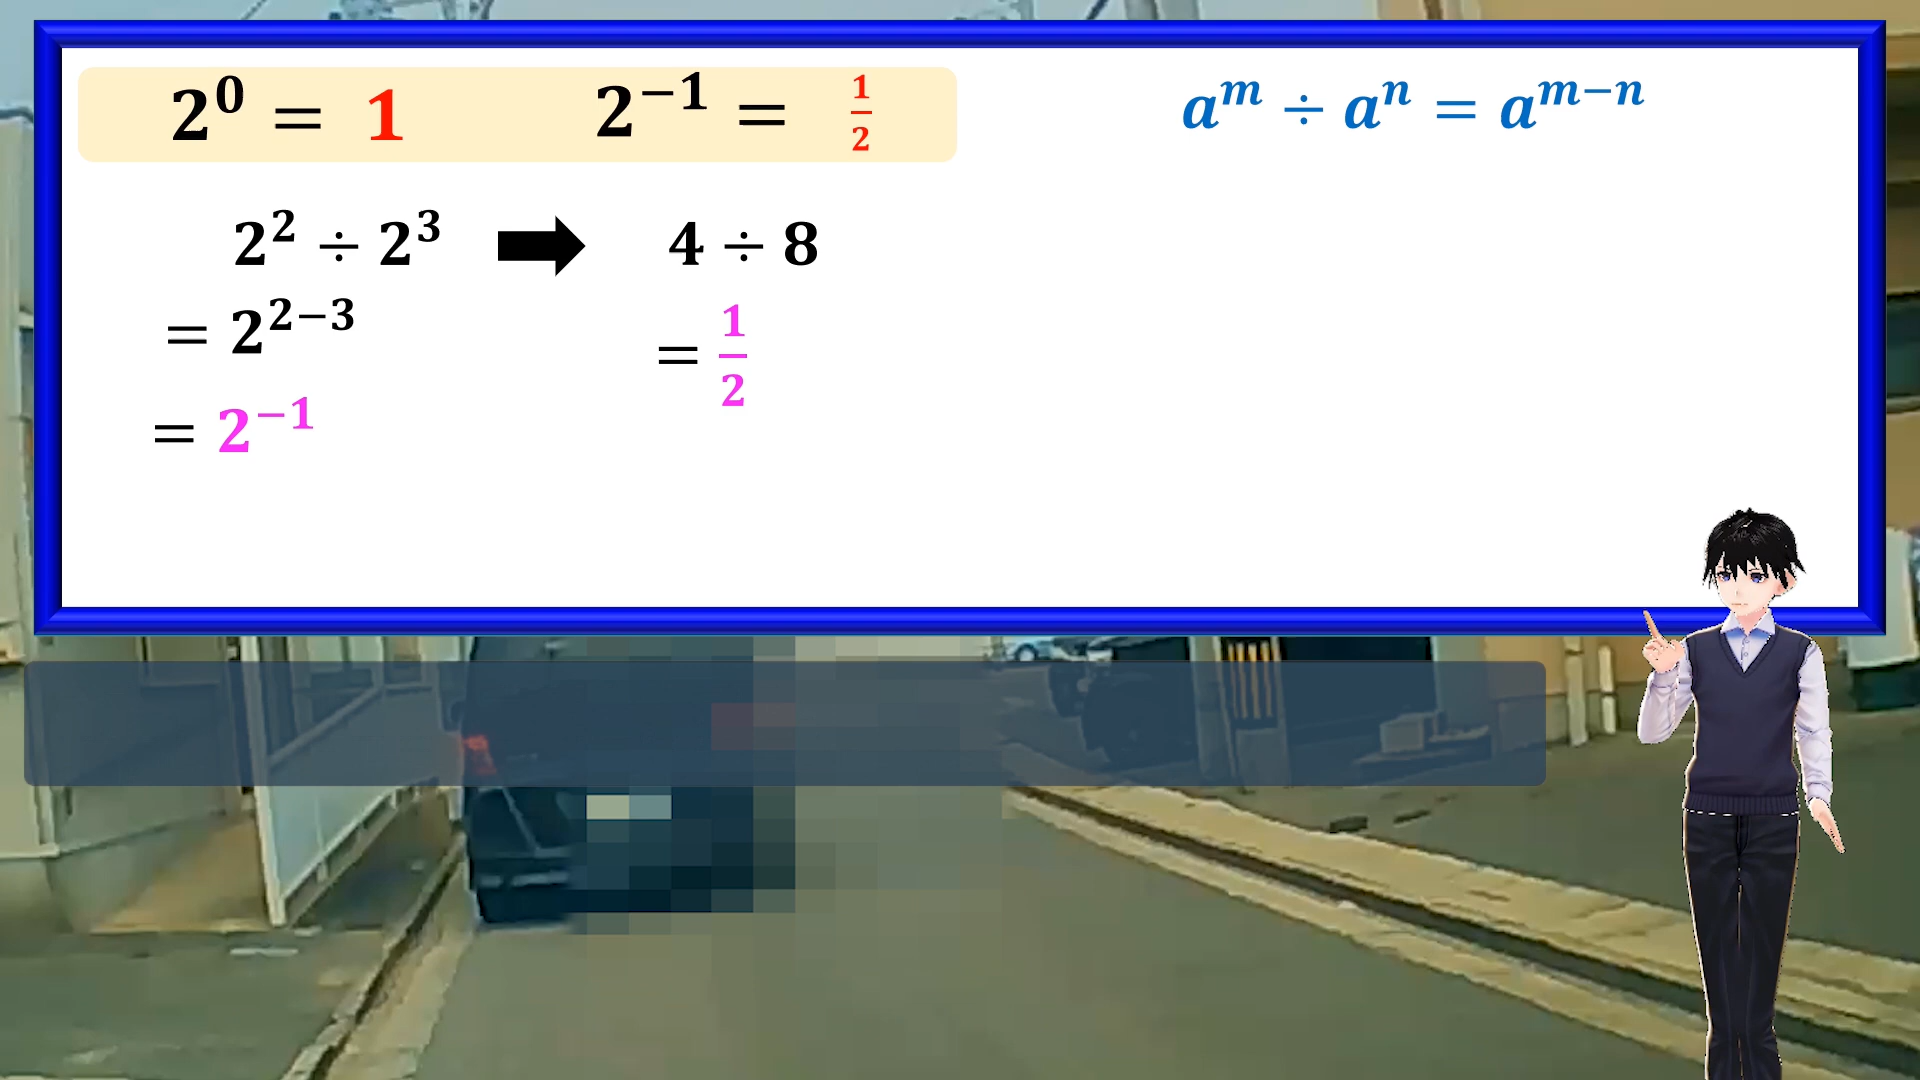 2⁰ = 1
2⁻¹ = 1/2
aᵐ ÷ aⁿ = aᵐ⁻ⁿ
2² ÷ 2³ ➡ 4 ÷ 8
= 2²⁻³
= 1/2
= 2⁻¹